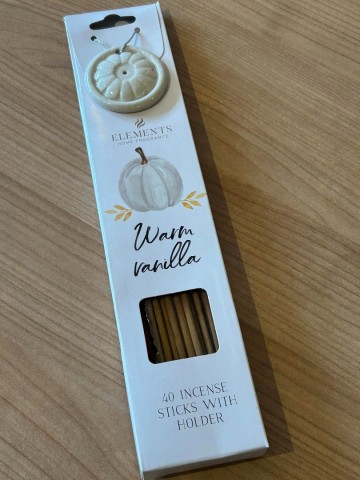 ELEMENTS
HOME FRAGRANCE
Warm
vanilla
40 INCENSE
STICKS WITH
HOLDER